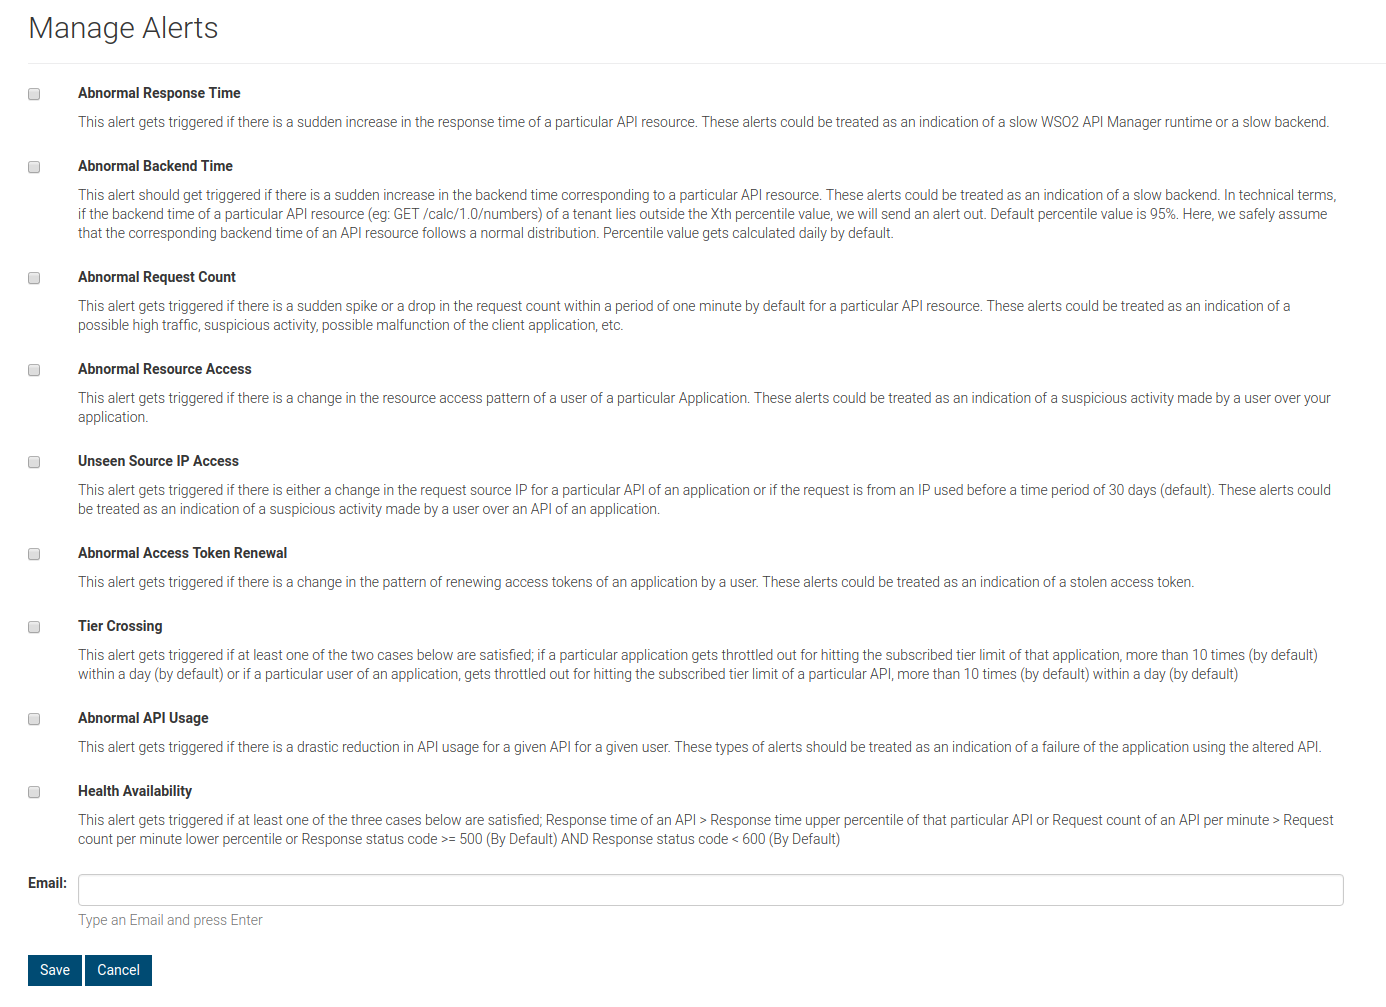 Manage Alerts
Abnormal Response Time
This alert gets triggered if there is a sudden increase in the response time of a particular API resource. These alerts could be treated as an indication of a slow WSO2 API Manager runtime or a slow backend.
Abnormal Backend Time
This alert should get triggered if there is a sudden increase in the backend time corresponding to a particular API resource. These alerts could be treated as an indication of a slow backend. In technical terms,
if the backend time of a particular API resource (eg: GET /calc/1.0/numbers) of a tenant lies outside the Xth percentile value, we will send an alert out. Default percentile value is 95%. Here, we safely assume
that the corresponding backend time of an API resource follows a normal distribution. Percentile value gets calculated daily by default.
Abnormal Request Count
This alert gets triggered if there is a sudden spike or a drop in the request count within a period of one minute by default for a particular API resource. These alerts could be treated as an indication of a
possible high traffic, suspicious activity, possible malfunction of the client application, etc.
Abnormal Resource Access
This alert gets triggered if there is a change in the resource access pattern of a user of a particular Application. These alerts could be treated as an indication of a suspicious activity made by a user over your
application.
Unseen Source IP Access
This alert gets triggered if there is either a change in the request source IP for a particular API of an application or if the request is from an IP used before a time period of 30 days (default). These alerts could
be treated as an indication of a suspicious activity made by a user over an API of an application.
Abnormal Access Token Renewal
This alert gets triggered if there is a change in the pattern of renewing access tokens of an application by a user. These alerts could be treated as an indication of a stolen access token.
Tier Crossing
This alert gets triggered if at least one of the two cases below are satisfied; if a particular application gets throttled out for hitting the subscribed tier limit of that application, more than 10 times (by default)
within a day (by default) or if a particular user of an application, gets throttled out for hitting the subscribed tier limit of a particular API, more than 10 times (by default) within a day (by default)
Abnormal API Usage
This alert gets triggered if there is a drastic reduction in API usage for a given API for a given user. These types of alerts should be treated as an indication of a failure of the application using the altered API.
Health Availability
This alert gets triggered if at least one of the three cases below are satisfied; Response time of an API > Response time upper percentile of that particular API or Request count of an API per minute > Request
count per minute lower percentile or Response status code >= 500 (By Default) AND Response status code < 600 (By Default)
Email:
Type an Email and press Enter
Save Cancel